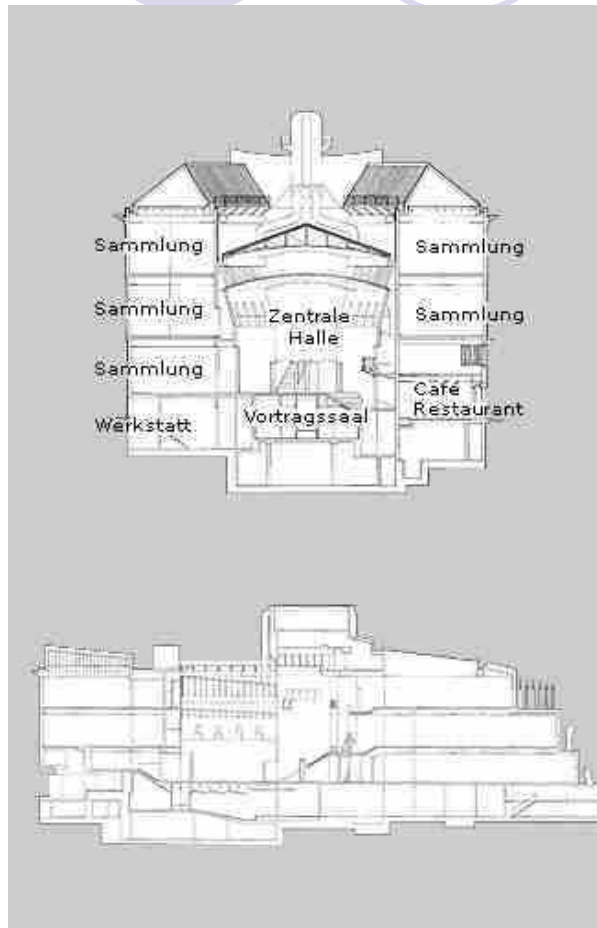 Sammlung
Sammlung
Sammlung
Sammlung
Zentrale
Halle
Sammlung
Café
Restaurant
Vortragssaal
Werkstatt